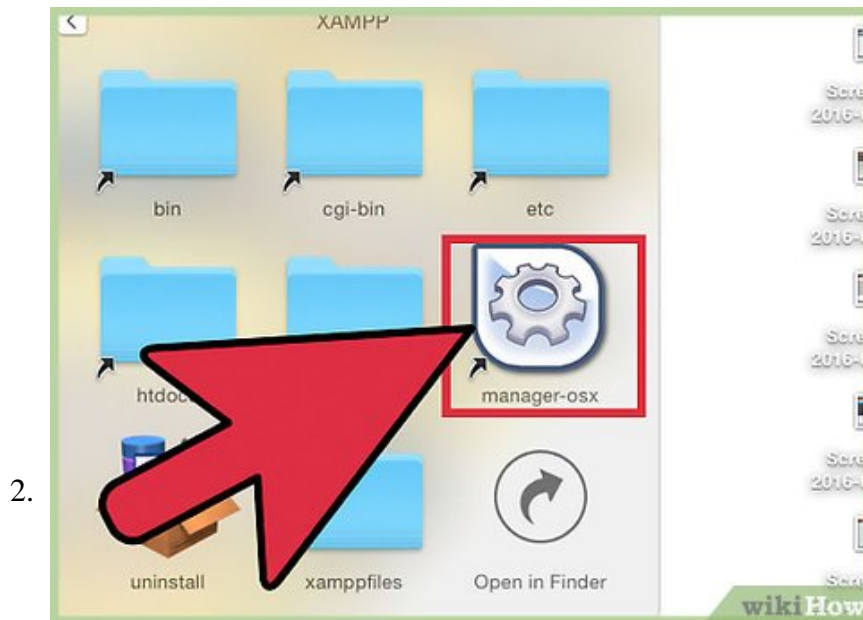 XAMPP
bin
cgi-bin
etc
manager-osx
2.
uninstall
xamppfiles
Open in Finder
wikiHow